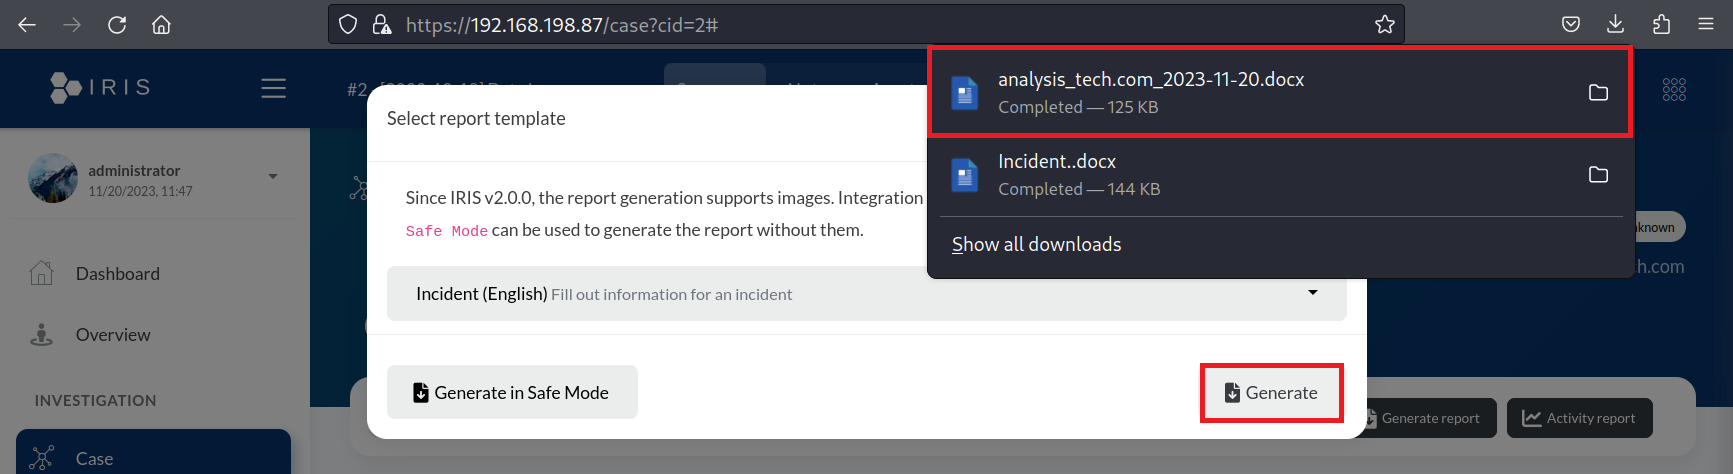 https://192.168.198.87/case?cid=2#
analysis_tech.com_2023-11-20.docx
Completed — 125 KB
Incident..docx
Completed — 144 KB
Show all downloads
IRIS
#2
Select report template
administrator
11/20/2023, 11:47
Since IRIS v2.0.0, the report generation supports images. Integration
Safe Mode can be used to generate the report without them.
Incident (English) Fill out information for an incident
Generate in Safe Mode
Generate
Dashboard
Overview
INVESTIGATION
Case
known
h.com
Generate report
Activity report